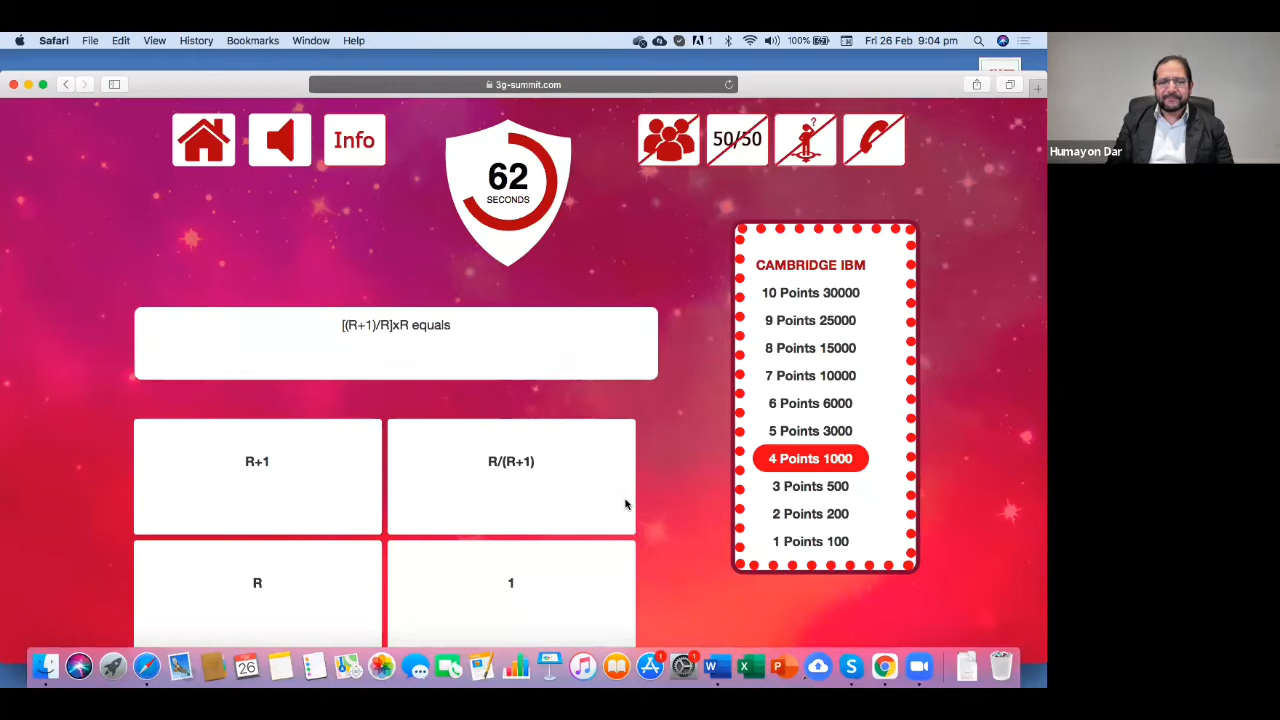 Safari File Edit View History Bookmarks Window Help 1 100% Fri 26 Feb 9:04 pm
3g-summit.com
Info
62
SECONDS
50/50
?
Humayon Dar
[(R+1)/R]xR equals
R+1
R/(R+1)
R
1
CAMBRIDGE IBM
10 Points 30000
9 Points 25000
8 Points 15000
7 Points 10000
6 Points 6000
5 Points 3000
4 Points 1000
3 Points 500
2 Points 200
1 Points 100
26